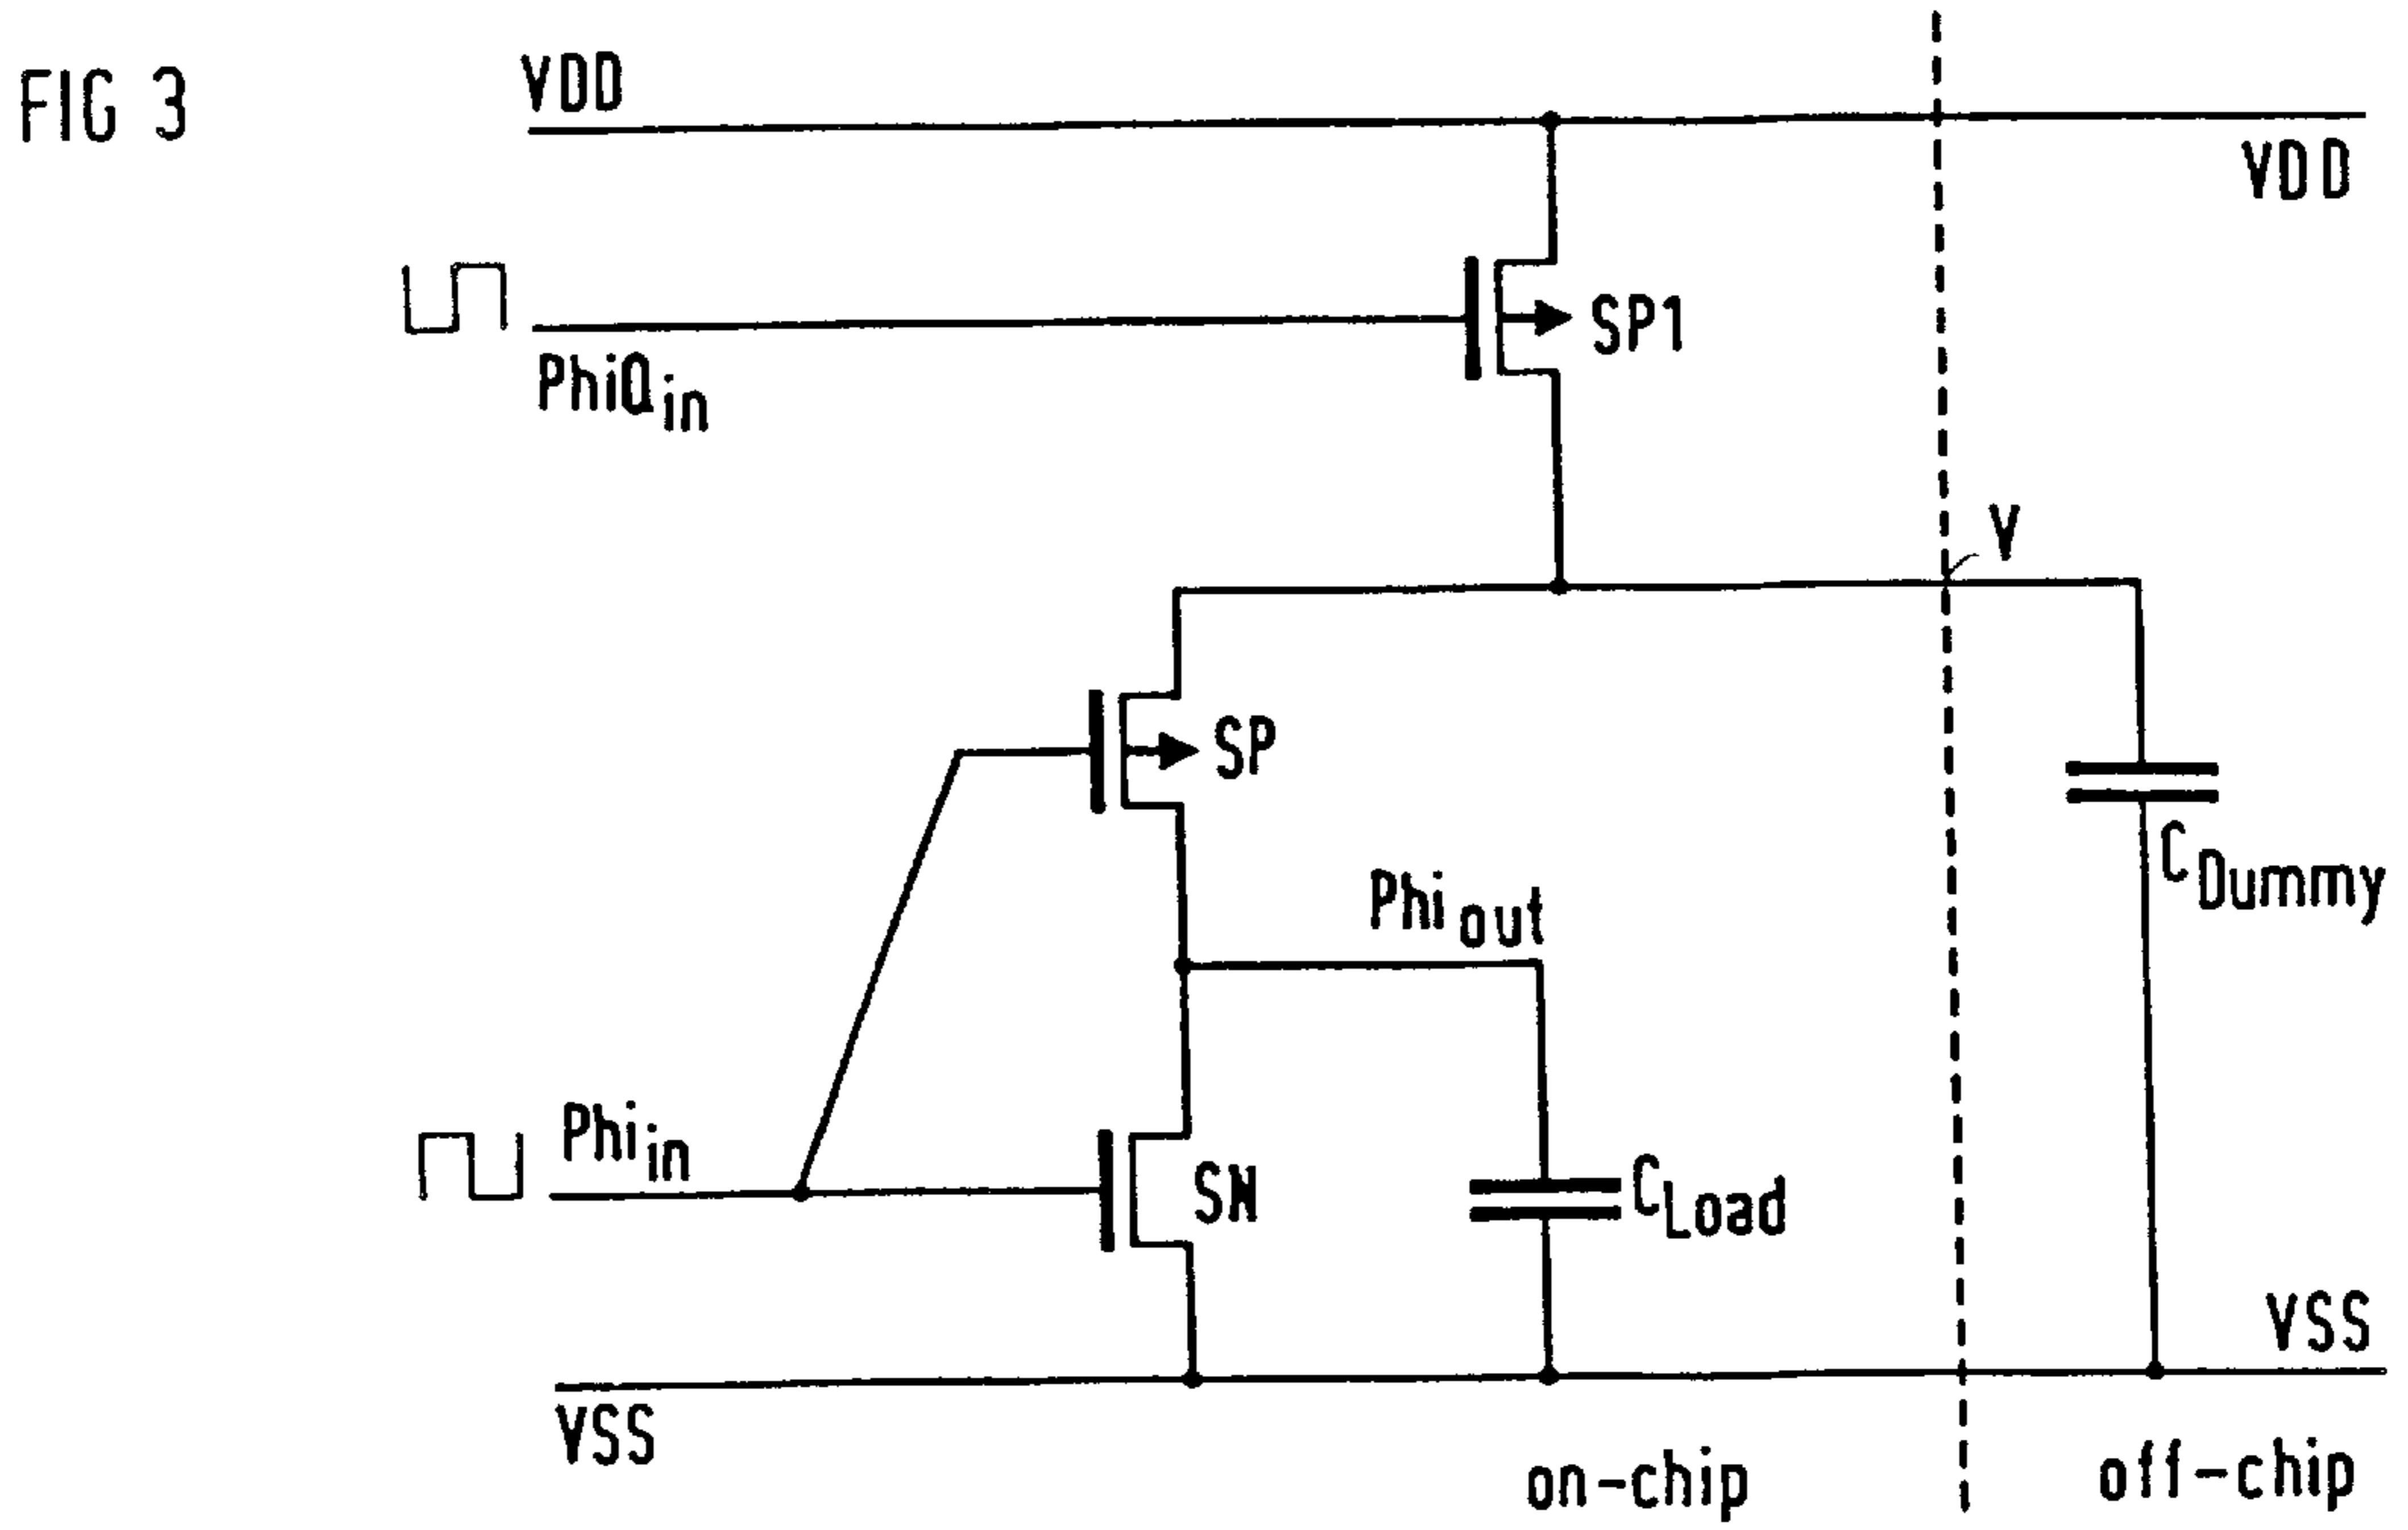 FIG 3
VDD
VDD
PhiQin
SP1
V
SP
CDummy
Phiout
Phiin
SN
CLoad
VSS
VSS
on-chip
off-chip